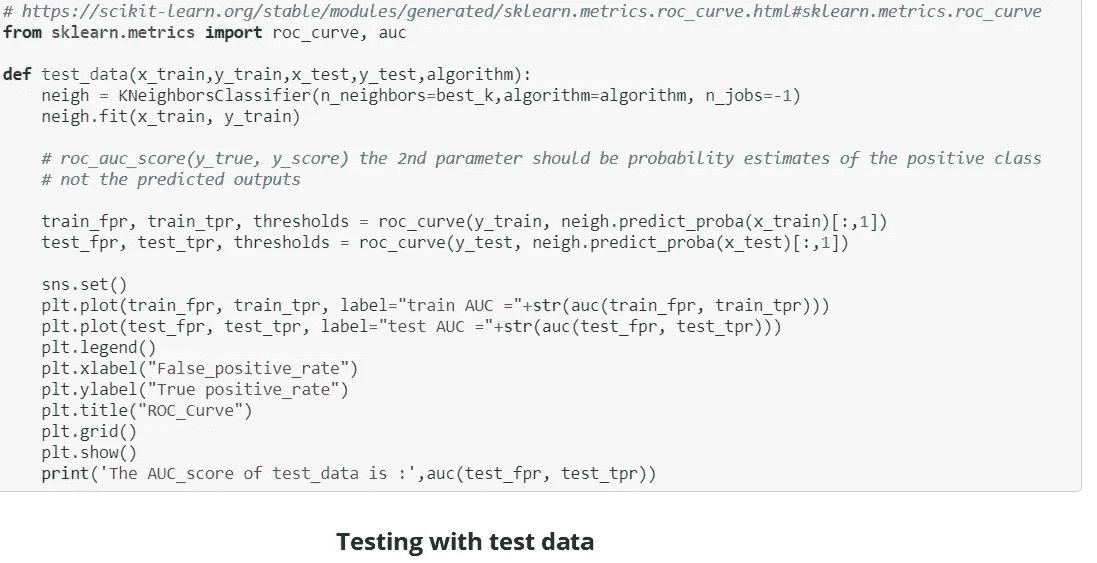 # https://scikit-learn.org/stable/modules/generated/sklearn.metrics.roc_curve.html#sklearn.metrics.roc_curve
from sklearn.metrics import roc_curve, auc
def test_data(x_train,y_train,x_test,y_test,algorithm):
    neigh = KNeighborsClassifier(n_neighbors=best_k,algorithm=algorithm, n_jobs=-1)
    neigh.fit(x_train, y_train)
    # roc_auc_score(y_true, y_score) the 2nd parameter should be probability estimates of the positive class
    # not the predicted outputs
    train_fpr, train_tpr, thresholds = roc_curve(y_train, neigh.predict_proba(x_train)[:,1])
    test_fpr, test_tpr, thresholds = roc_curve(y_test, neigh.predict_proba(x_test)[:,1])
    sns.set()
    plt.plot(train_fpr, train_tpr, label="train AUC ="+str(auc(train_fpr, train_tpr)))
    plt.plot(test_fpr, test_tpr, label="test AUC ="+str(auc(test_fpr, test_tpr)))
    plt.legend()
    plt.xlabel("False_positive_rate")
    plt.ylabel("True positive_rate")
    plt.title("ROC_Curve")
    plt.grid()
    plt.show()
    print('The AUC_score of test_data is :',auc(test_fpr, test_tpr))
Testing with test data